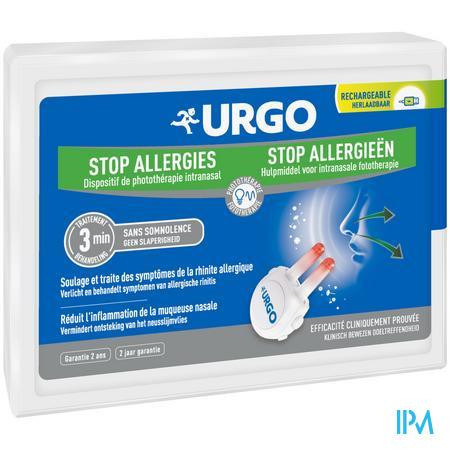 URGO
RECHARGEABLE
HERLAADBAAR
STOP ALLERGIES
Dispositif de photothérapie intranasal
STOP ALLERGIEËN
Hulpmiddel voor intranasale fototherapie
PHOTOTHÉRAPIE
FOTOTHERAPIE
TRAITEMENT
3 min
BEHANDELING
SANS SOMNOLENCE
GEEN SLAPERIGHEID
Soulage et traite des symptômes de la rhinite allergique
Verlicht en behandelt symptomen van allergische rinitis
URGO
Réduit l'inflammation de la muqueuse nasale
Vermindert ontsteking van het neusslijmvlies
EFFICACITÉ CLINIQUEMENT PROUVÉE
KLINISCH BEWEZEN DOELTREFFENDHEID
Garantie 2 ans
2 jaar garantie
IPM